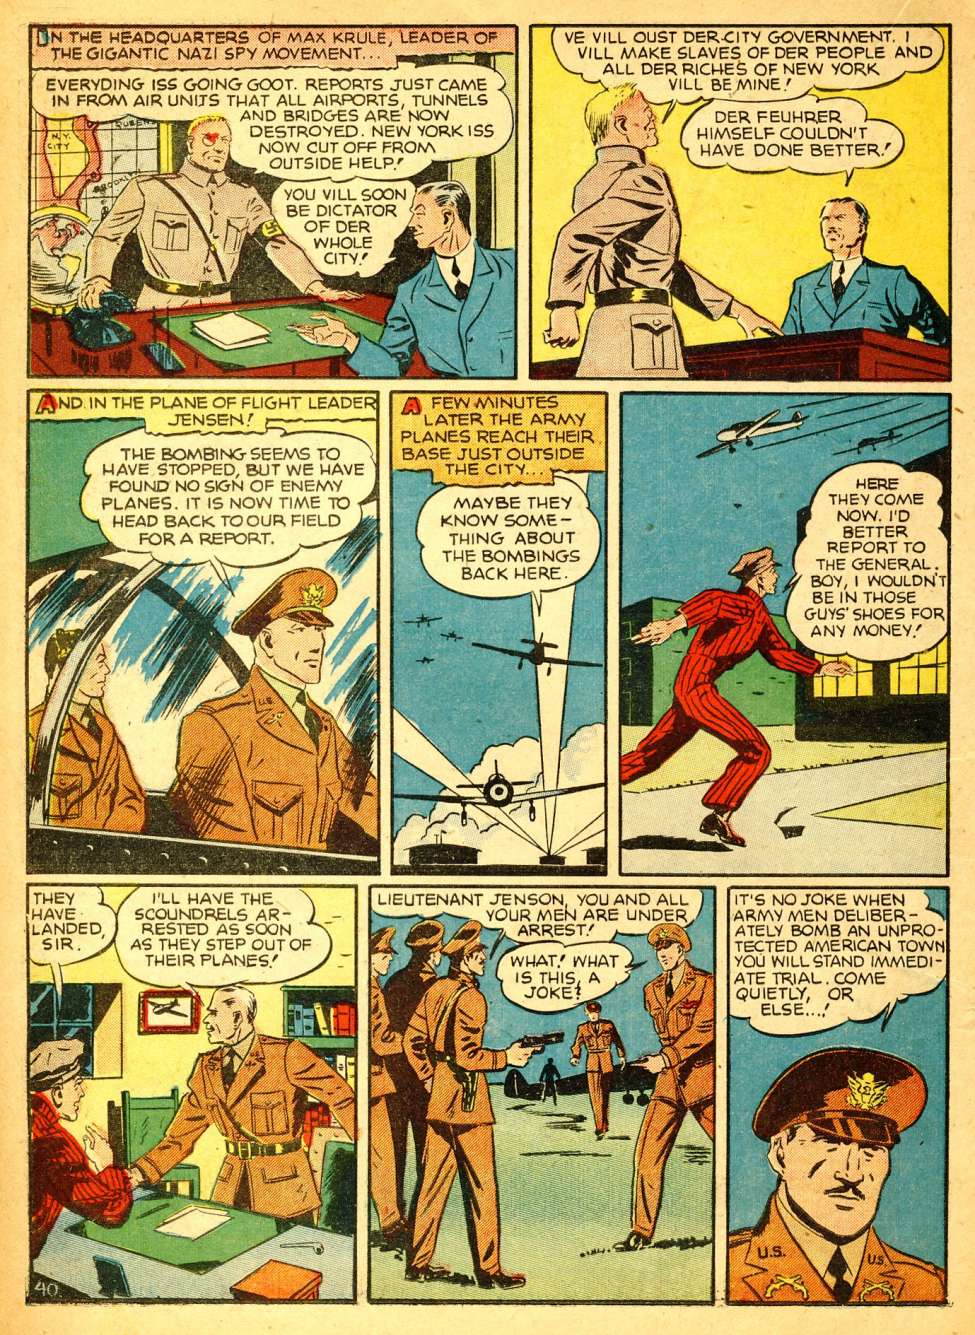 IN THE HEADQUARTERS OF MAX KRULE, LEADER OF
THE GIGANTIC NAZI SPY MOVEMENT...
EVERYDING ISS GOING GOOT. REPORTS JUST CAME
IN FROM AIR UNITS THAT ALL AIRPORTS, TUNNELS
AND BRIDGES ARE NOW
DESTROYED. NEW YORK ISS
NOW CUT OFF FROM
OUTSIDE HELP!
N.Y.
CITY
QUEENS
BROOKLYN
YOU VILL SOON
BE DICTATOR
OF DER
WHOLE
CITY!
VE VILL OUST DER CITY GOVERNMENT. I
VILL MAKE SLAVES OF DER PEOPLE AND
ALL DER RICHES OF NEW YORK
VILL BE MINE!
DER FEUHRER
HIMSELF COULDN'T
HAVE DONE BETTER!
AND IN THE PLANE OF FLIGHT LEADER
JENSEN!
THE BOMBING SEEMS TO
HAVE STOPPED, BUT WE HAVE
FOUND NO SIGN OF ENEMY
PLANES. IT IS NOW TIME TO
HEAD BACK TO OUR FIELD
FOR A REPORT.
A FEW MINUTES
LATER THE ARMY
PLANES REACH THEIR
BASE JUST OUTSIDE
THE CITY...
MAYBE THEY
KNOW SOME-
THING ABOUT
THE BOMBINGS
BACK HERE.
HERE
THEY COME
NOW. I'D
BETTER
REPORT TO
THE GENERAL.
BOY, I WOULDN'T
BE IN THOSE
GUYS' SHOES FOR
ANY MONEY!
THEY
HAVE
LANDED,
SIR.
I'LL HAVE THE
SCOUNDRELS AR-
RESTED AS SOON
AS THEY STEP OUT OF
THEIR PLANES!
LIEUTENANT JENSON, YOU AND ALL
YOUR MEN ARE UNDER
ARREST!
WHAT! WHAT
IS THIS, A
JOKE?
IT'S NO JOKE WHEN
ARMY MEN DELIBER-
ATELY BOMB AN UNPRO-
TECTED AMERICAN TOWN
YOU WILL STAND IMMEDI-
ATE TRIAL. COME
QUIETLY, OR
ELSE...!
U.S.
U.S.
40